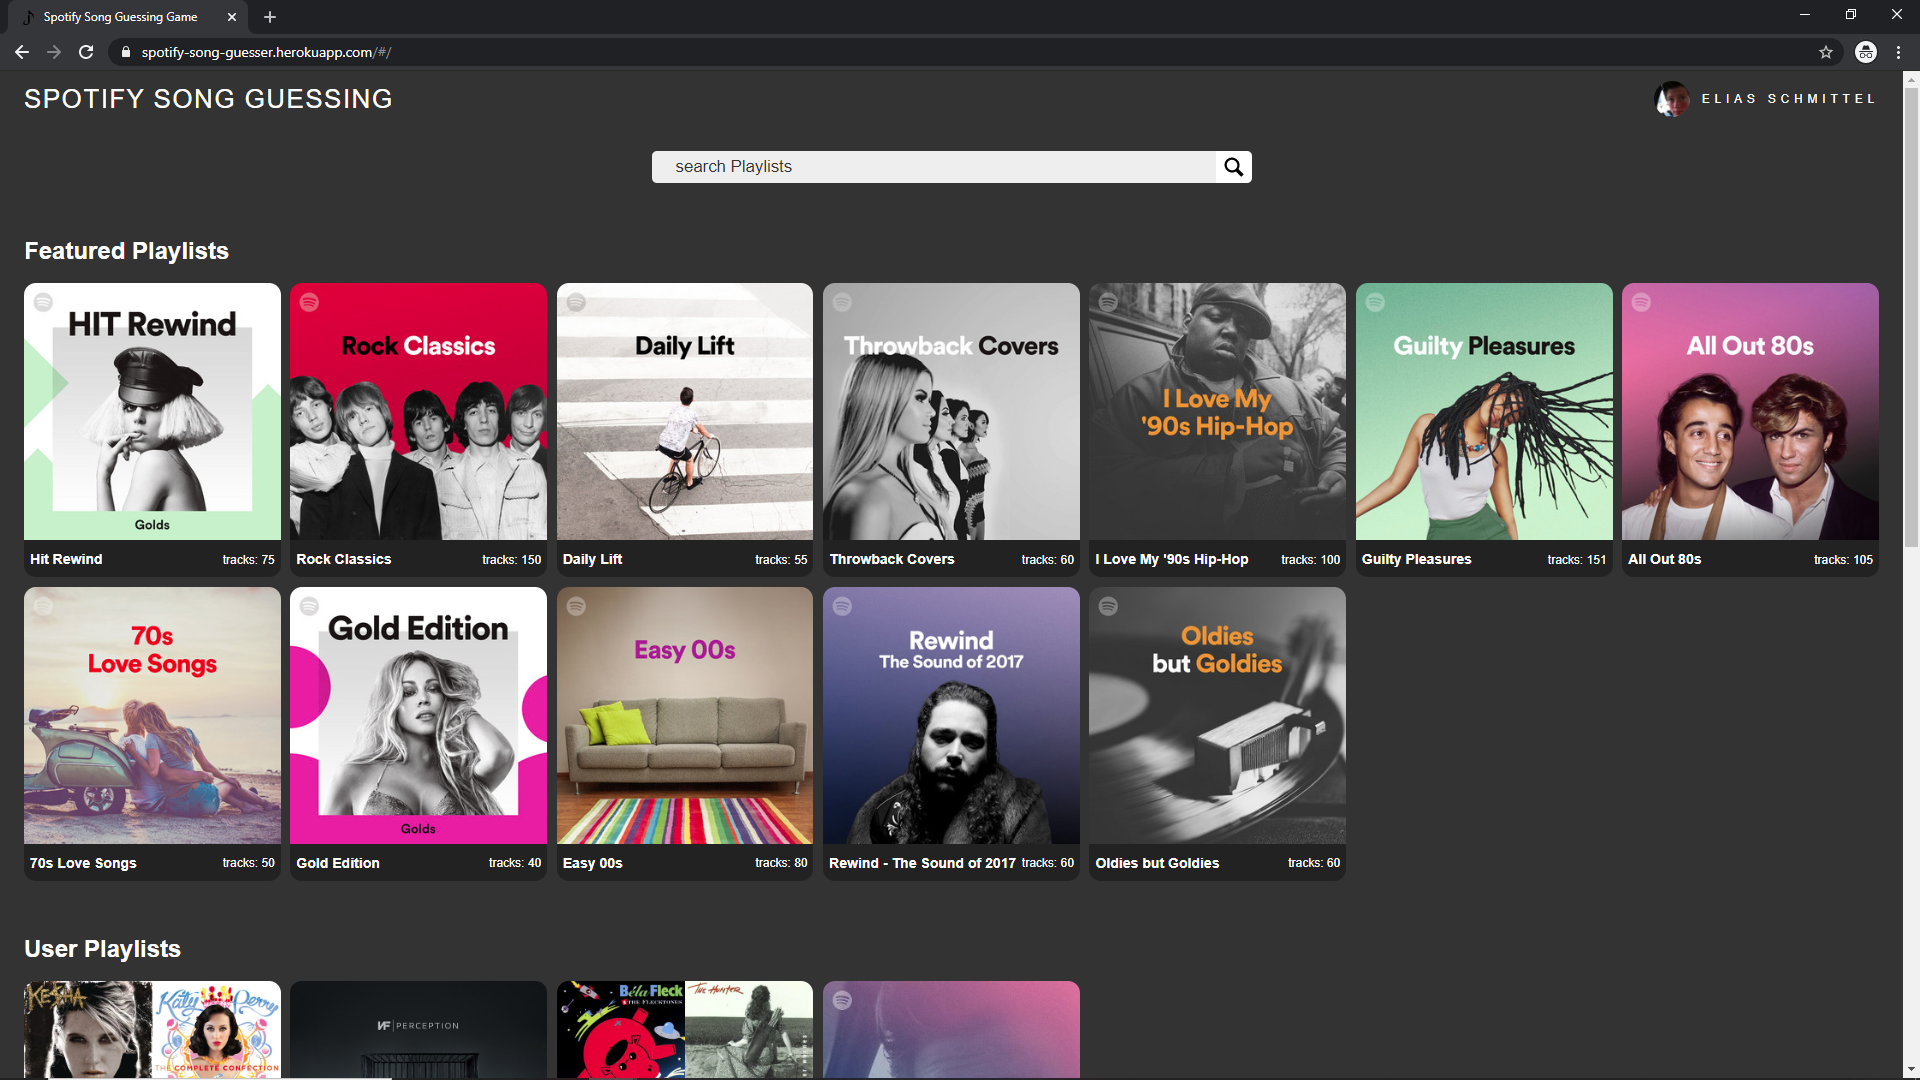 Spotify Song Guessing Game
spotify-song-guesser.herokuapp.com/#/
SPOTIFY SONG GUESSING
ELIAS SCHMITTEL
search Playlists
Featured Playlists
HIT Rewind
Golds
Hit Rewind tracks: 75
Rock Classics
Rock Classics tracks: 150
Daily Lift
Daily Lift tracks: 55
Throwback Covers
Throwback Covers tracks: 60
I Love My
'90s Hip-Hop
I Love My '90s Hip-Hop tracks: 100
Guilty Pleasures
Guilty Pleasures tracks: 151
All Out 80s
All Out 80s tracks: 105
70s
Love Songs
70s Love Songs tracks: 50
Gold Edition
Golds
Gold Edition tracks: 40
Easy 00s
Easy 00s tracks: 80
Rewind
The Sound of 2017
Rewind - The Sound of 2017 tracks: 60
Oldies
but Goldies
Oldies but Goldies tracks: 60
User Playlists
KE$HA
Katy Perry
THE COMPLETE CONFECTION
NF PERCEPTION
Béla Fleck
& THE FLECKTONES
THE HUNTER